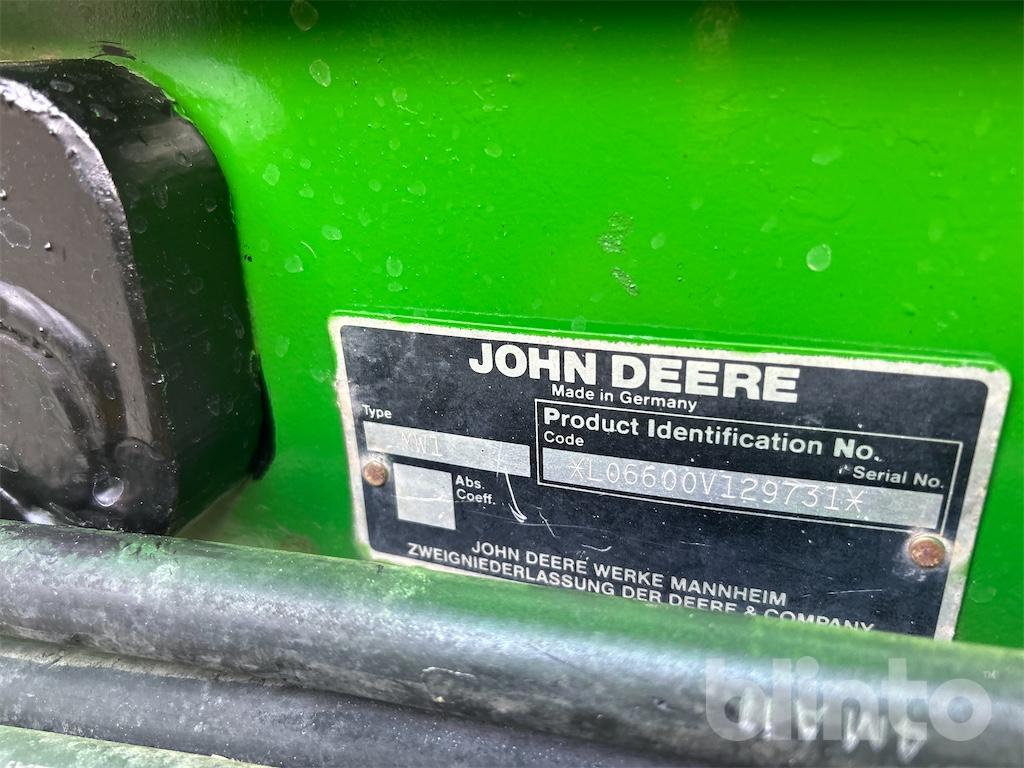 JOHN DEERE
Made in Germany
Type
Product Identification No.
Code
Serial No.
*L06600V129731*
Abs.
Coeff.
JOHN DEERE WERKE MANNHEIM
ZWEIGNIEDERLASSUNG DER DEERE & COMPANY
blinto